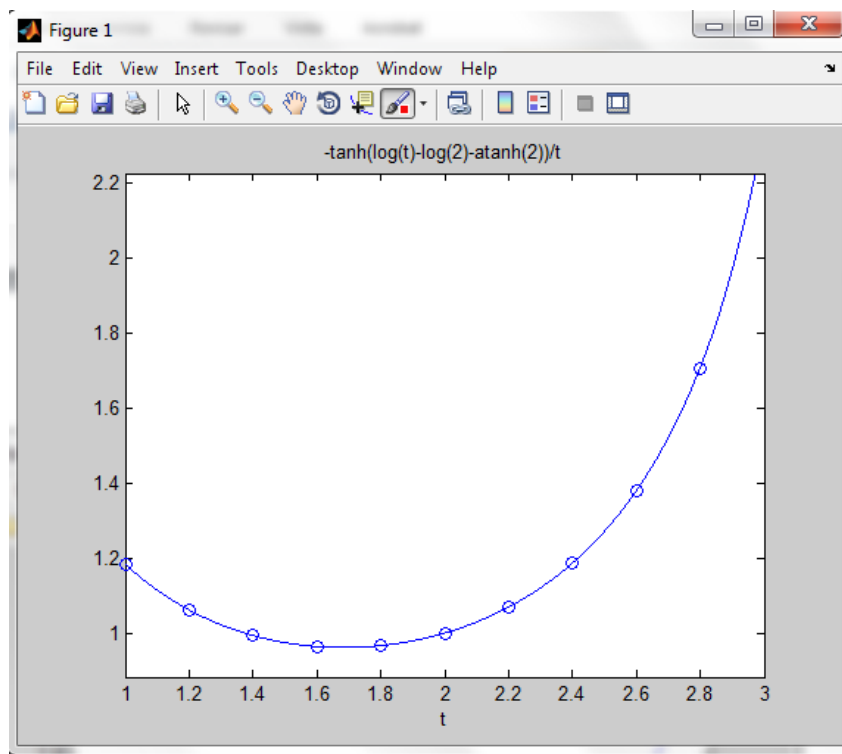 Figure 1
File Edit View Insert Tools Desktop Window Help
-tanh(log(t)-log(2)-atanh(2))/t
2.2
2
1.8
1.6
1.4
1.2
1
1 1.2 1.4 1.6 1.8 2 2.2 2.4 2.6 2.8 3
t